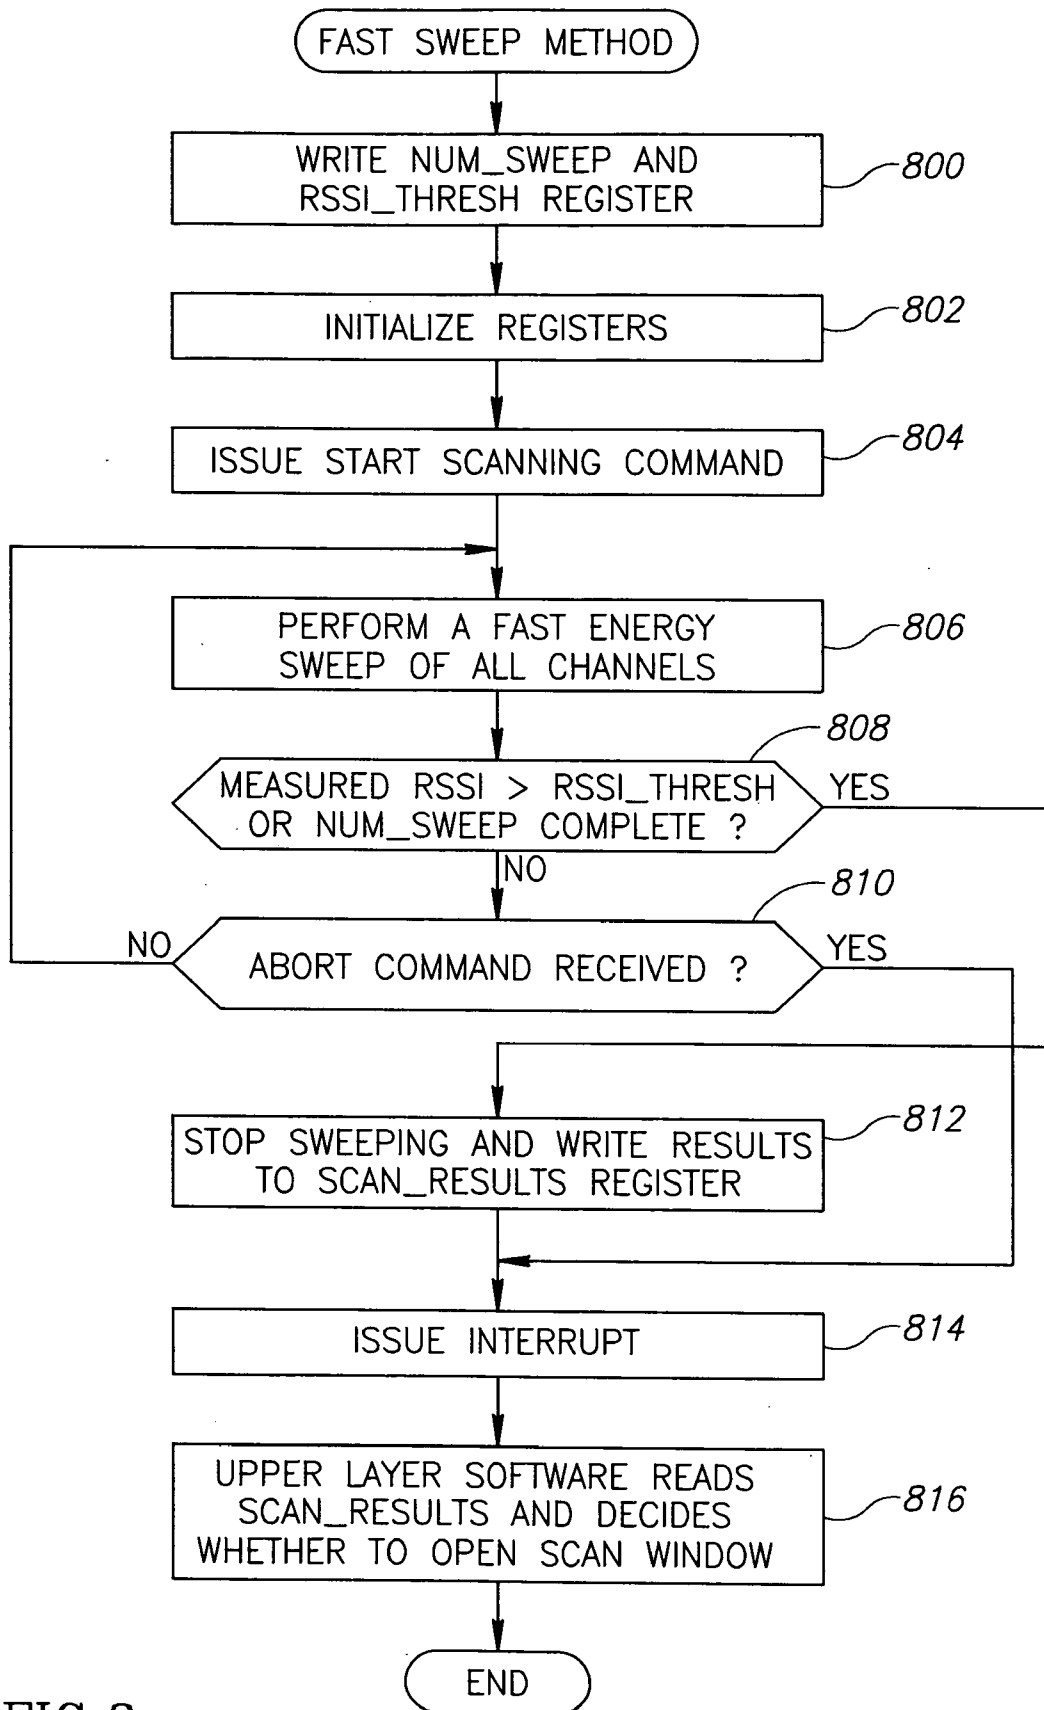 FAST SWEEP METHOD
WRITE NUM_SWEEP AND
RSSI_THRESH REGISTER
800
INITIALIZE REGISTERS
802
ISSUE START SCANNING COMMAND
804
PERFORM A FAST ENERGY
SWEEP OF ALL CHANNELS
806
808
MEASURED RSSI > RSSI_THRESH
OR NUM_SWEEP COMPLETE ?
YES
NO
810
NO
ABORT COMMAND RECEIVED ?
YES
STOP SWEEPING AND WRITE RESULTS
TO SCAN_RESULTS REGISTER
812
ISSUE INTERRUPT
814
UPPER LAYER SOFTWARE READS
SCAN_RESULTS AND DECIDES
WHETHER TO OPEN SCAN WINDOW
816
END